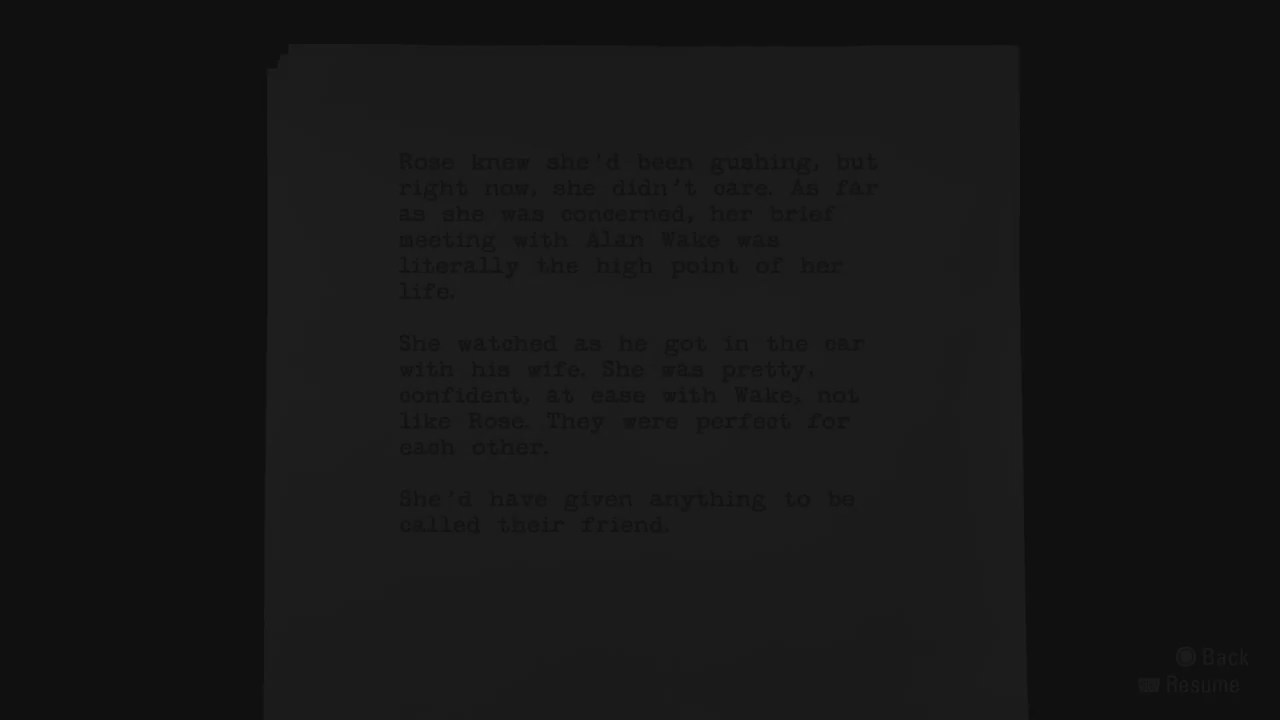 Rose knew she'd been gushing, but
right now, she didn't care. As far
as she was concerned, her brief
meeting with Alan Wake was
literally the high point of her
life.
She watched as he got in the car
with his wife. She was pretty,
confident, at ease with Wake, not
like Rose. They were perfect for
each other.
She'd have given anything to be
called their friend.
Back
Resume